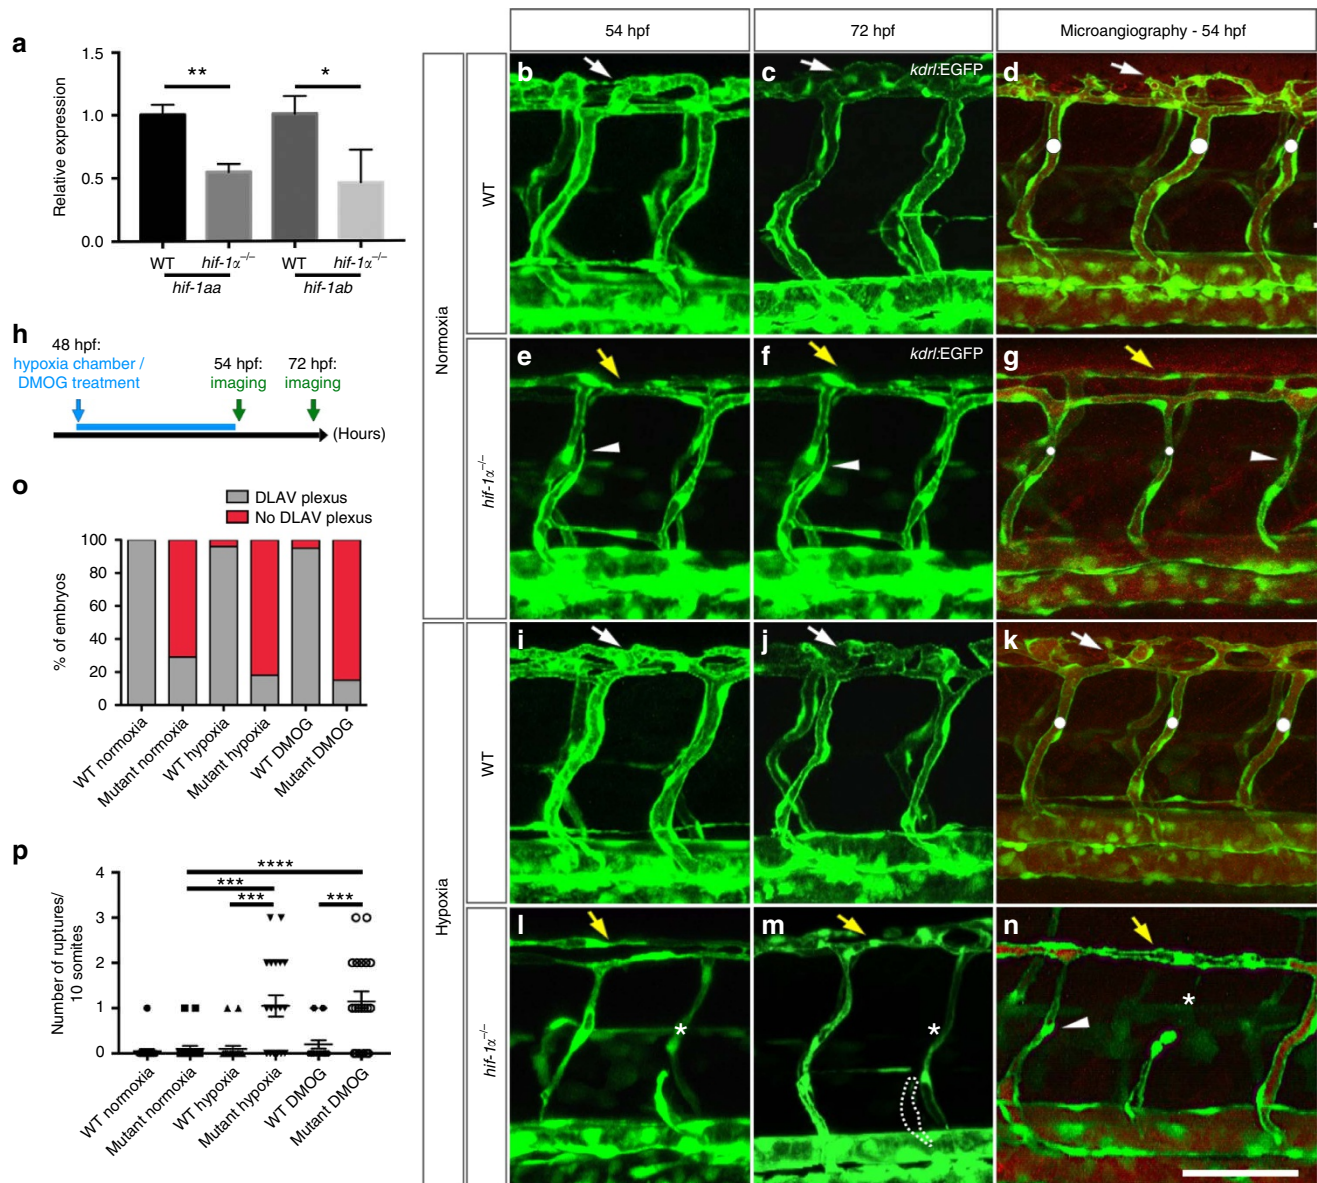 a
1.5
1.0
0.5
0.0
Relative expression
**
*
WT
hif-1α−/−
WT
hif-1α−/−
hif-1aa
hif-1ab
h
48 hpf:
hypoxia chamber /
DMOG treatment
54 hpf:
imaging
72 hpf:
imaging
(Hours)
o
DLAV plexus
No DLAV plexus
100
80
60
40
20
0
% of embryos
WT normoxia
Mutant normoxia
WT hypoxia
Mutant hypoxia
WT DMOG
Mutant DMOG
p
4
3
2
1
0
Number of ruptures/
10 somites
****
***
***
***
WT normoxia
Mutant normoxia
WT hypoxia
Mutant hypoxia
WT DMOG
Mutant DMOG
54 hpf
72 hpf
Microangiography - 54 hpf
Normoxia
WT
b
c
kdrl:EGFP
d
hif-1α−/−
e
f
kdrl:EGFP
g
Hypoxia
WT
i
j
k
hif-1α−/−
l
*
m
*
n
*